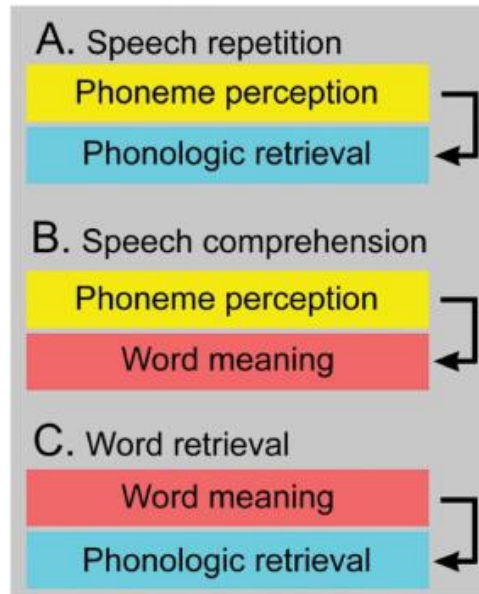 A. Speech repetition
Phoneme perception
Phonologic retrieval
B. Speech comprehension
Phoneme perception
Word meaning
C. Word retrieval
Word meaning
Phonologic retrieval